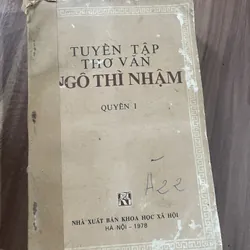 TUYỂN TẬP
THƠ VĂN
NGÔ THÌ NHẬM
QUYỂN I
A22
NHÀ XUẤT BẢN KHOA HỌC XÃ HỘI
HÀ NỘI - 1978